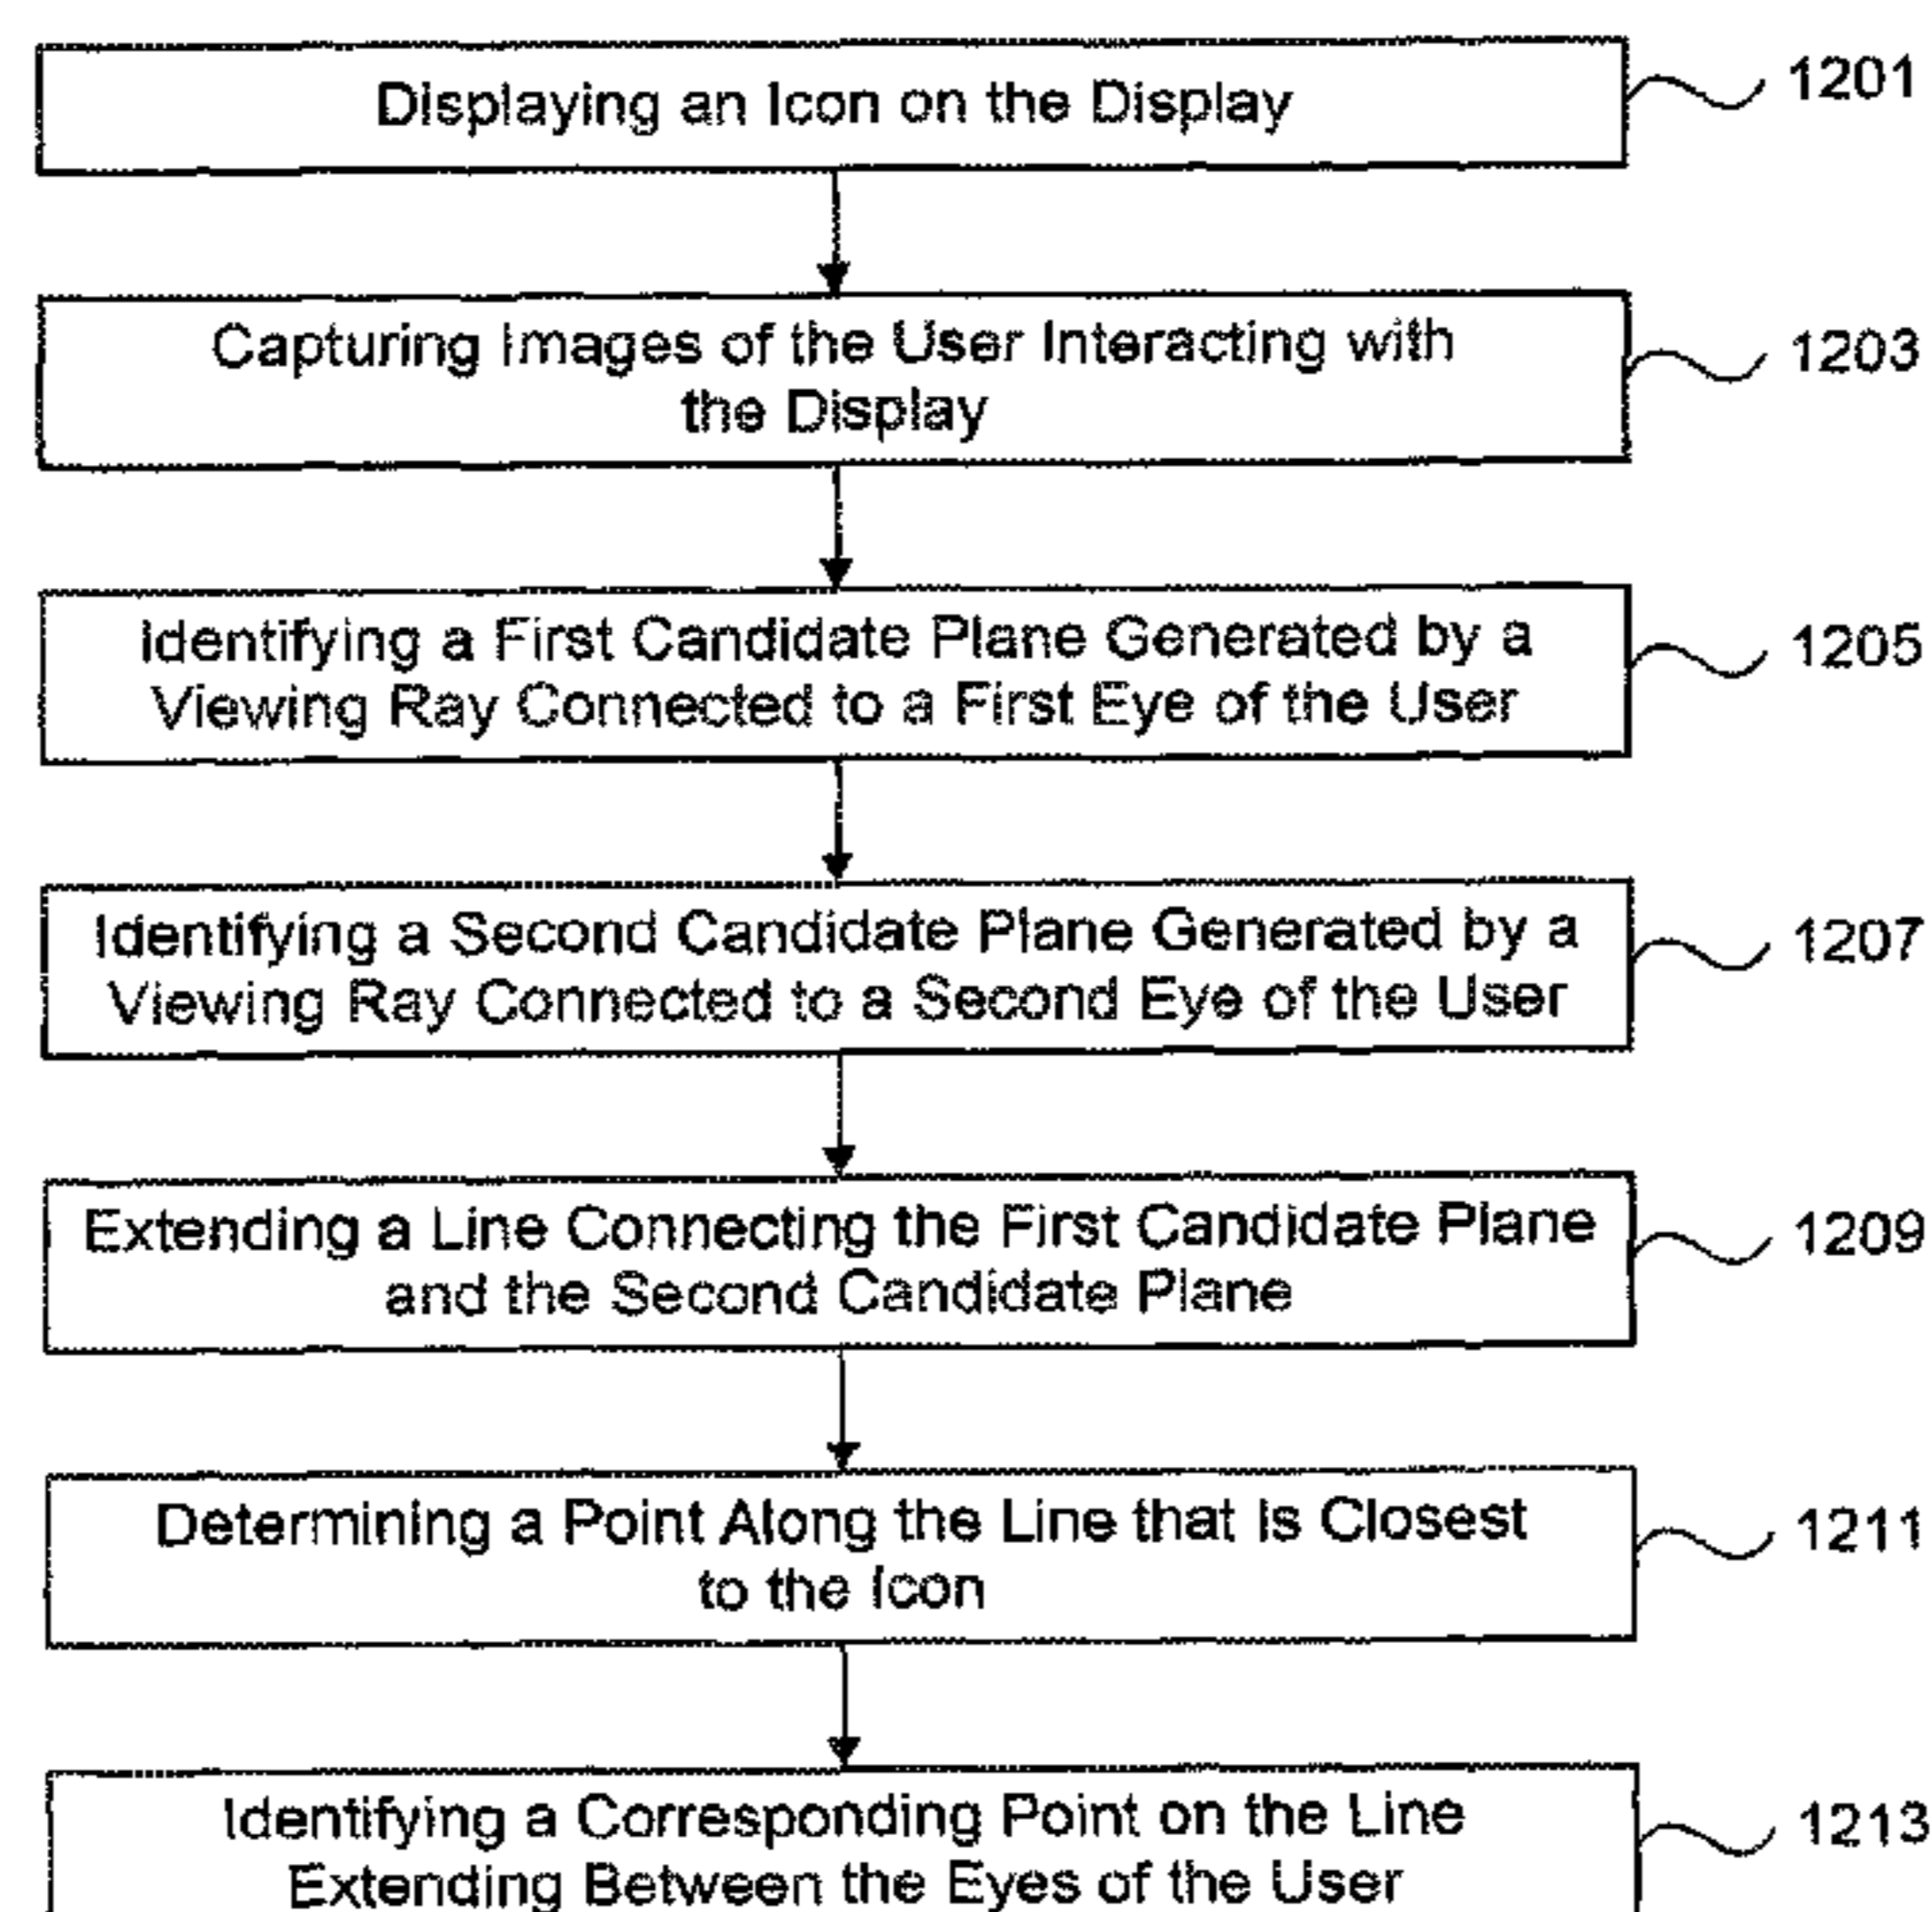 Displaying an Icon on the Display
1201
Capturing Images of the User Interacting with
the Display
1203
Identifying a First Candidate Plane Generated by a
Viewing Ray Connected to a First Eye of the User
1205
Identifying a Second Candidate Plane Generated by a
Viewing Ray Connected to a Second Eye of the User
1207
Extending a Line Connecting the First Candidate Plane
and the Second Candidate Plane
1209
Determining a Point Along the Line that is Closest
to the Icon
1211
Identifying a Corresponding Point on the Line
Extending Between the Eyes of the User
1213